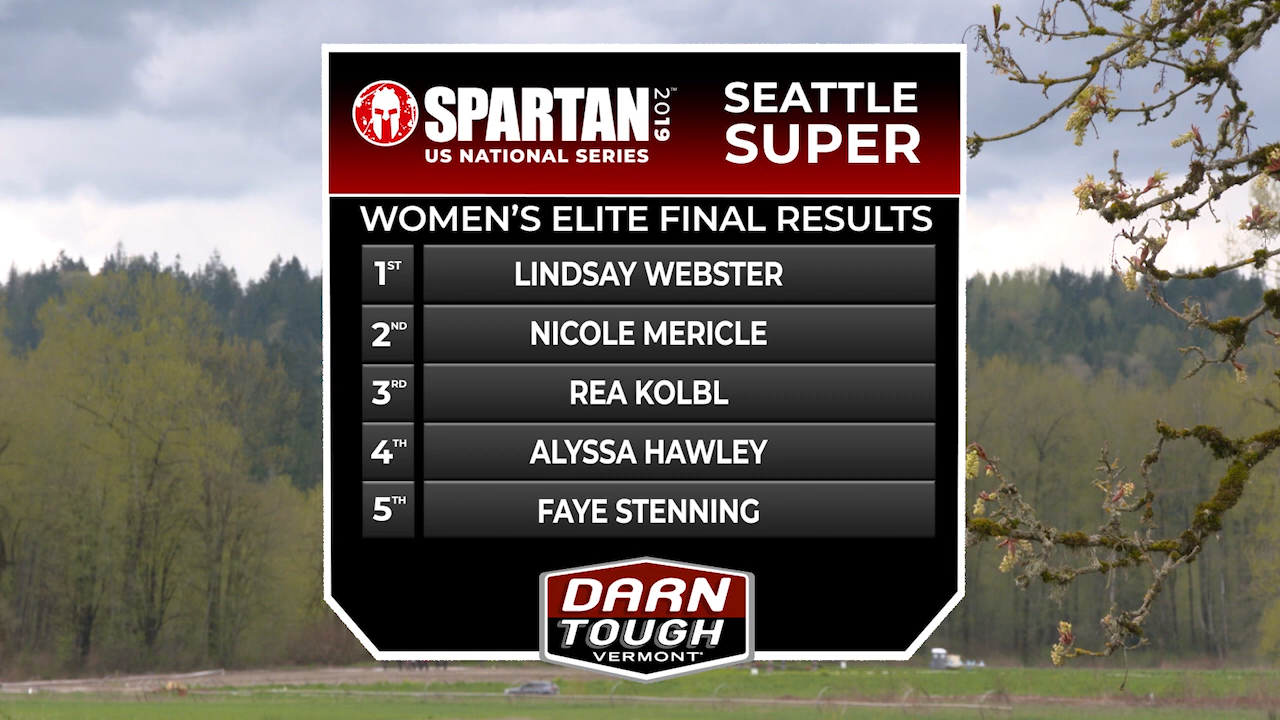 SPARTAN 2019 ™
US NATIONAL SERIES
SEATTLE
SUPER
WOMEN'S ELITE FINAL RESULTS
1ST LINDSAY WEBSTER
2ND NICOLE MERICLE
3RD REA KOLBL
4TH ALYSSA HAWLEY
5TH FAYE STENNING
DARN
TOUGH
VERMONT